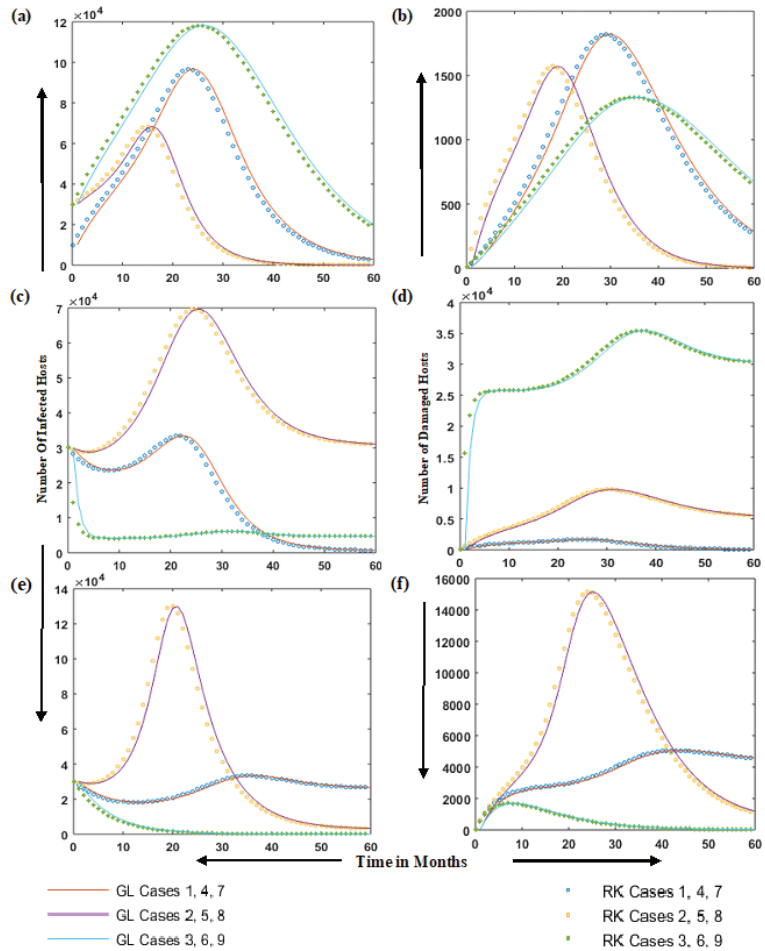 (a)
×10⁴
12
10
8
6
4
2
0
0 10 20 30 40 50 60
(b)
2000
1500
1000
500
0
0 10 20 30 40 50 60
(c)
×10⁴
7
6
5
4
3
2
1
0
0 10 20 30 40 50 60
Number Of Infected Hosts
(d)
×10⁴
4
3.5
3
2.5
2
1.5
1
0.5
0
0 10 20 30 40 50 60
Number of Damaged Hosts
(e)
×10⁴
14
12
10
8
6
4
2
0
0 10 20 30 40 50 60
(f)
16000
14000
12000
10000
8000
6000
4000
2000
0
0 10 20 30 40 50 60
Time in Months
GL Cases 1, 4, 7
GL Cases 2, 5, 8
GL Cases 3, 6, 9
RK Cases 1, 4, 7
RK Cases 2, 5, 8
RK Cases 3, 6, 9